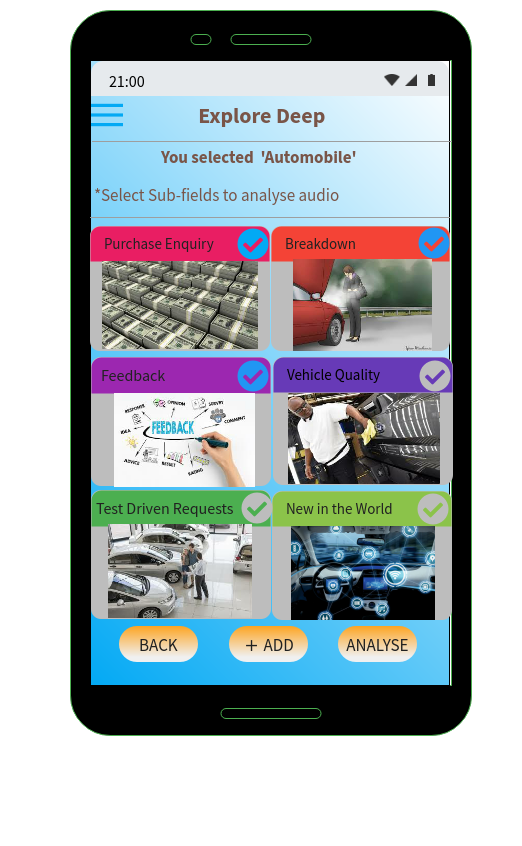 21:00
Explore Deep
You selected 'Automobile'
*Select Sub-fields to analyse audio
Purchase Enquiry
Breakdown
Feedback
Vehicle Quality
RESPONSE
OPINION
SURVEY
IDEA
FEEDBACK
COMMENT
ADVICE
RESULT
RATING
Test Driven Requests
New in the World
BACK
+ ADD
ANALYSE